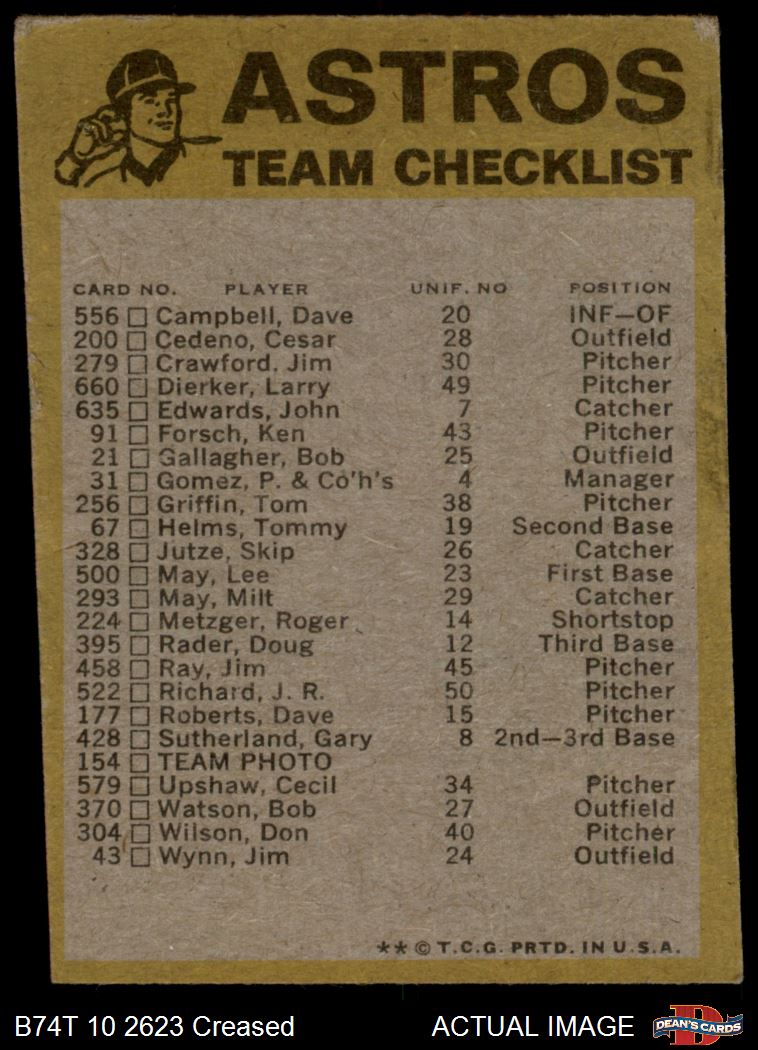 ASTROS
TEAM CHECKLIST
CARD NO. PLAYER UNIF. NO POSITION
556 Campbell, Dave 20 INF—OF
200 Cedeno, Cesar 28 Outfield
279 Crawford. Jim 30 Pitcher
660 Dierker, Larry 49 Pitcher
635 Edwards, John 7 Catcher
91 Forsch, Ken 43 Pitcher
21 Gallagher, Bob 25 Outfield
31 Gomez, P. & Co'h's 4 Manager
256 Griffin, Tom 38 Pitcher
67 Helms, Tommy 19 Second Base
328 Jutze, Skip 26 Catcher
500 May, Lee 23 First Base
293 May, Milt 29 Catcher
224 Metzger, Roger 14 Shortstop
395 Rader, Doug 12 Third Base
458 Ray, Jim 45 Pitcher
522 Richard, J. R. 50 Pitcher
177 Roberts, Dave 15 Pitcher
428 Sutherland, Gary 8 2nd—3rd Base
154 TEAM PHOTO
579 Upshaw, Cecil 34 Pitcher
370 Watson, Bob 27 Outfield
304 Wilson, Don 40 Pitcher
43 Wynn, Jim 24 Outfield
** © T.C.G. PRTD. IN U.S.A.
B74T 10 2623 Creased ACTUAL IMAGE
DEAN'S CARDS